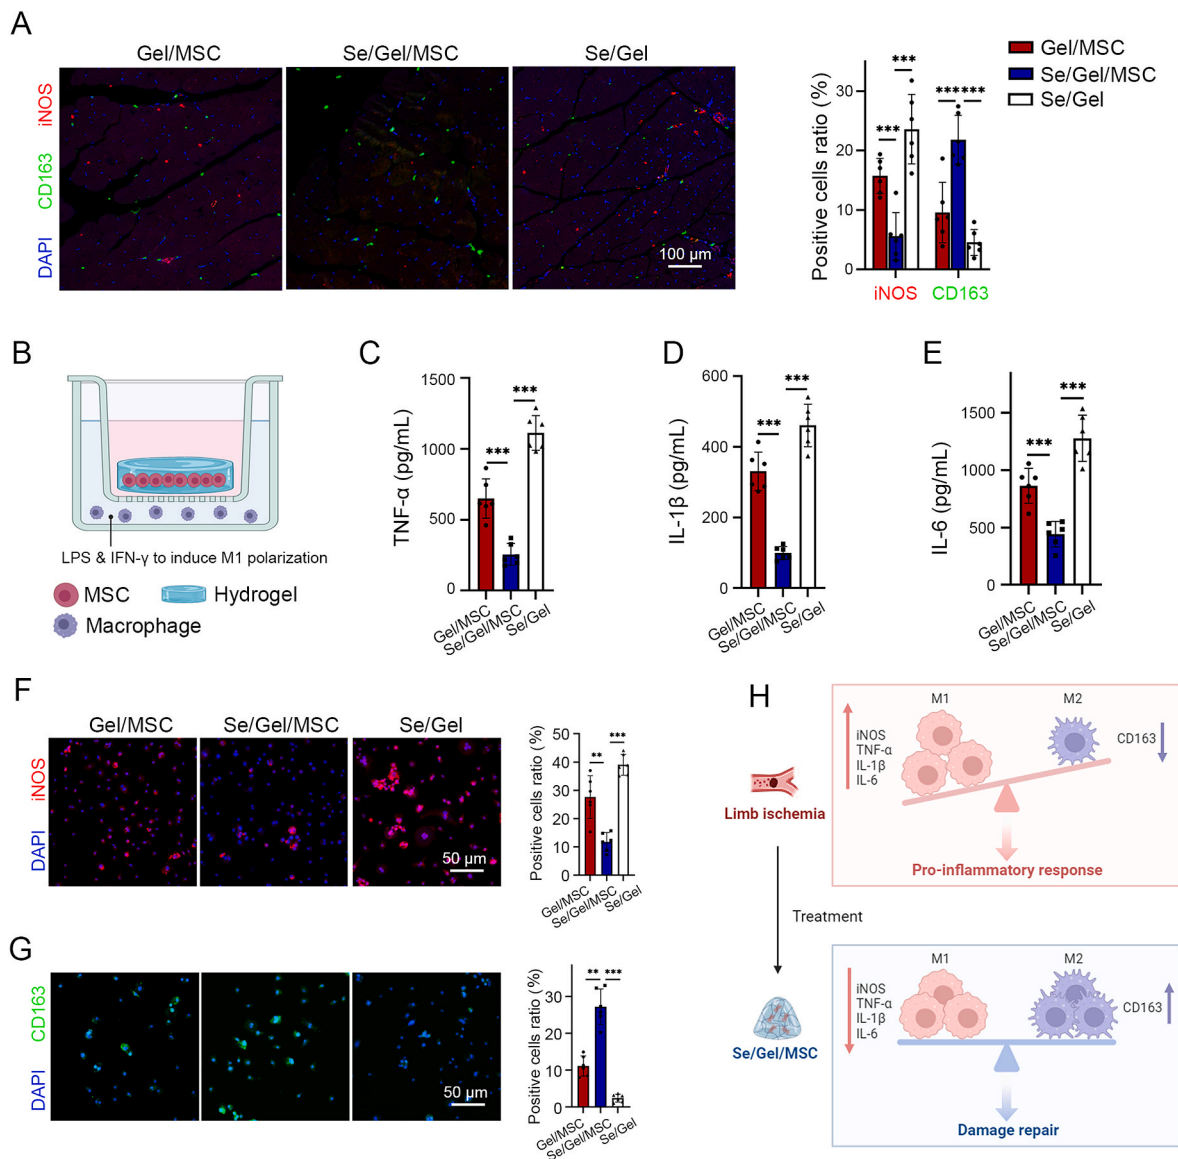 A
Gel/MSC
Se/Gel/MSC
Se/Gel
iNOS
CD163
DAPI
100 μm
Positive cells ratio (%)
30
20
10
0
***
***
***
***
iNOS
CD163
Gel/MSC
Se/Gel/MSC
Se/Gel
B
LPS & IFN-γ to induce M1 polarization
MSC
Hydrogel
Macrophage
C
TNF-α (pg/mL)
1500
1000
500
0
***
***
Gel/MSC
Se/Gel/MSC
Se/Gel
D
IL-1β (pg/mL)
600
400
200
0
***
***
Gel/MSC
Se/Gel/MSC
Se/Gel
E
IL-6 (pg/mL)
1500
1000
500
0
***
***
Gel/MSC
Se/Gel/MSC
Se/Gel
F
Gel/MSC
Se/Gel/MSC
Se/Gel
iNOS
DAPI
50 μm
Positive cells ratio (%)
50
40
30
20
10
0
**
***
Gel/MSC
Se/Gel/MSC
Se/Gel
G
CD163
DAPI
50 μm
Positive cells ratio (%)
30
20
10
0
**
***
Gel/MSC
Se/Gel/MSC
Se/Gel
H
Limb ischemia
Treatment
Se/Gel/MSC
M1
M2
iNOS
TNF-α
IL-1β
IL-6
CD163
Pro-inflammatory response
M1
M2
iNOS
TNF-α
IL-1β
IL-6
CD163
Damage repair